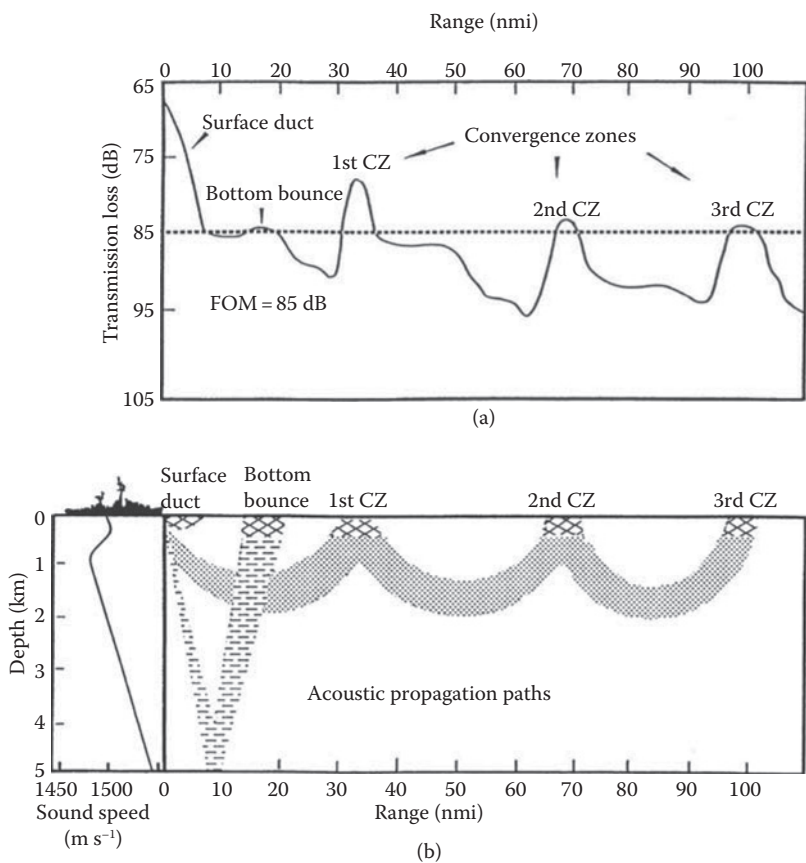 Range (nmi)
0 10 20 30 40 50 60 70 80 90 100
65
75
85
95
105
Transmission loss (dB)
Surface duct
Bottom bounce
1st CZ
Convergence zones
2nd CZ
3rd CZ
FOM = 85 dB
(a)
Surface
duct
Bottom
bounce
1st CZ
2nd CZ
3rd CZ
0
1
2
3
4
5
Depth (km)
Acoustic propagation paths
1450 1500
Sound speed
(m s⁻¹)
0 10 20 30 40 50 60 70 80 90 100
Range (nmi)
(b)